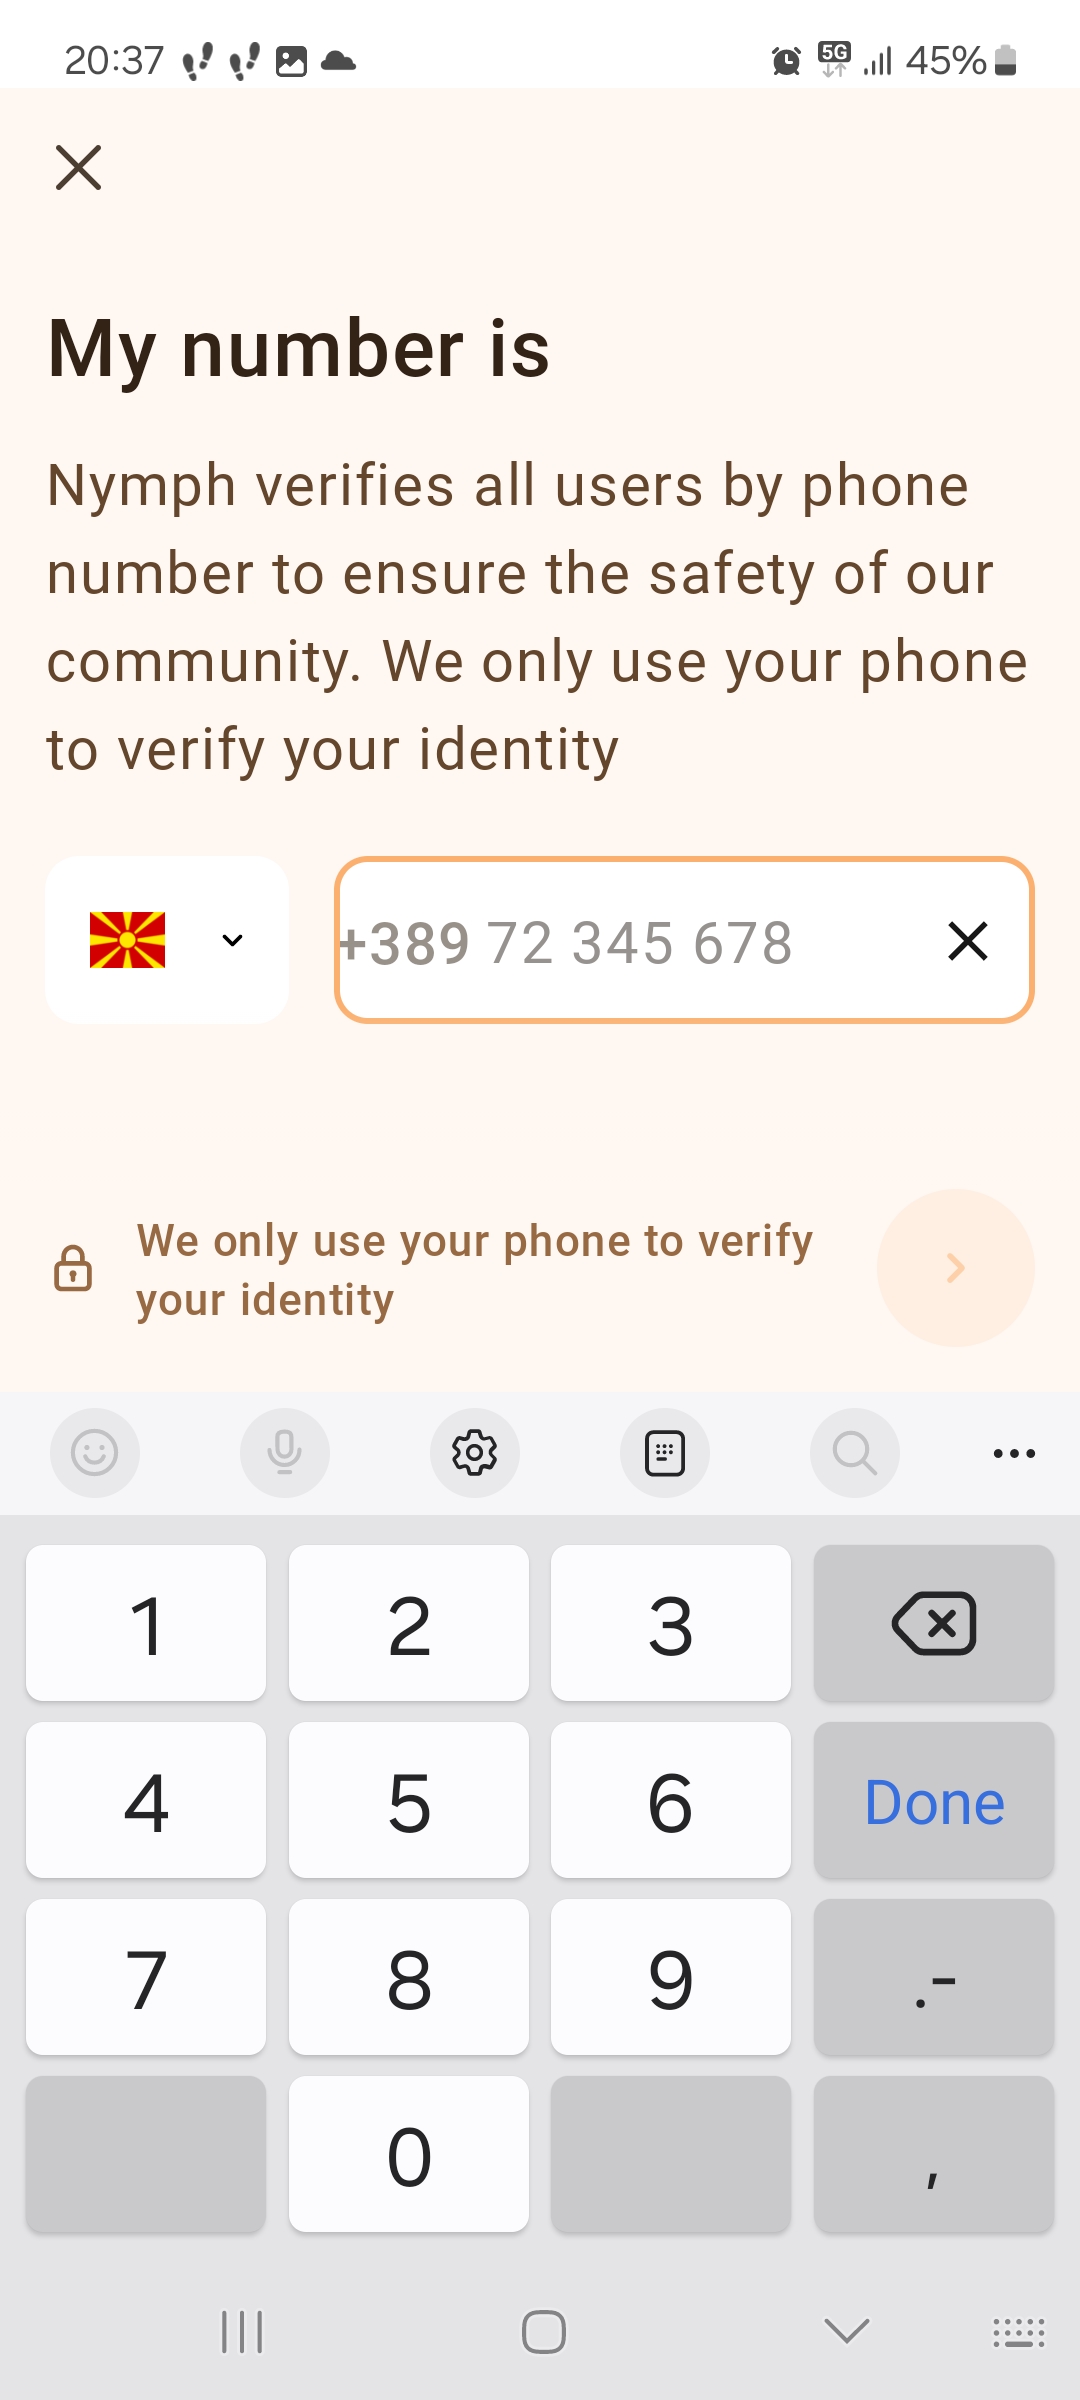 20:37 5G 45%
My number is
Nymph verifies all users by phone
number to ensure the safety of our
community. We only use your phone
to verify your identity
+389 72 345 678
We only use your phone to verify
your identity
1 2 3
4 5 6 Done
7 8 9 .-
0 ,